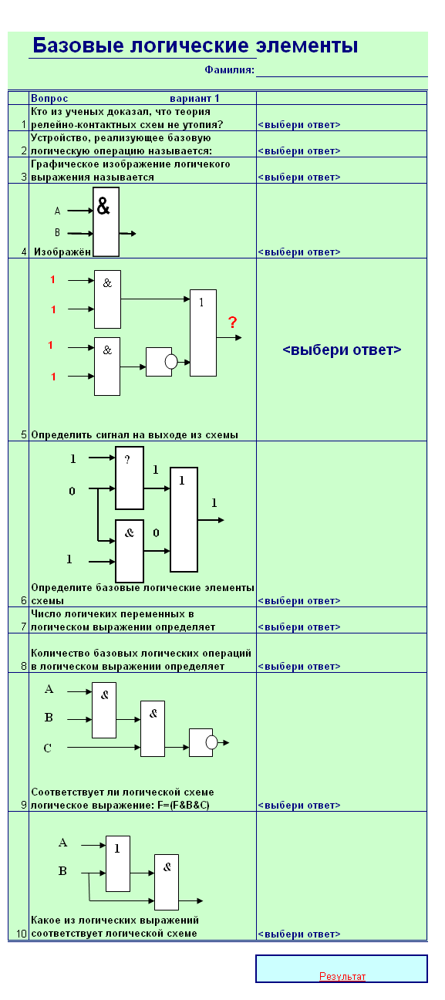 Базовые логические элементы
Фамилия:
Вопрос вариант 1
Кто из ученых доказал, что теория
1 релейно-контактных схем не утопия? <выбери ответ>
Устройство, реализующее базовую
2 логическую операцию называется: <выбери ответ>
Графическое изображение логичекого
3 выражения называется <выбери ответ>
&
A
B
4 Изображён <выбери ответ>
1 &
1
1
?
1 &
1
<выбери ответ>
5 Определить сигнал на выходе из схемы
1 ?
1 1
0
1
& 0
1
Определите базовые логические элементы
6 схемы <выбери ответ>
Число логичеких переменных в
7 логическом выражении определяет <выбери ответ>
Количество базовых логических операций
8 в логическом выражении определяет <выбери ответ>
A &
B &
C
Соответствует ли логической схеме
9 логическое выражение: F=(F&B&C) <выбери ответ>
A 1
B &
Какое из логических выражений
10 соответствует логической схеме <выбери ответ>
Результат